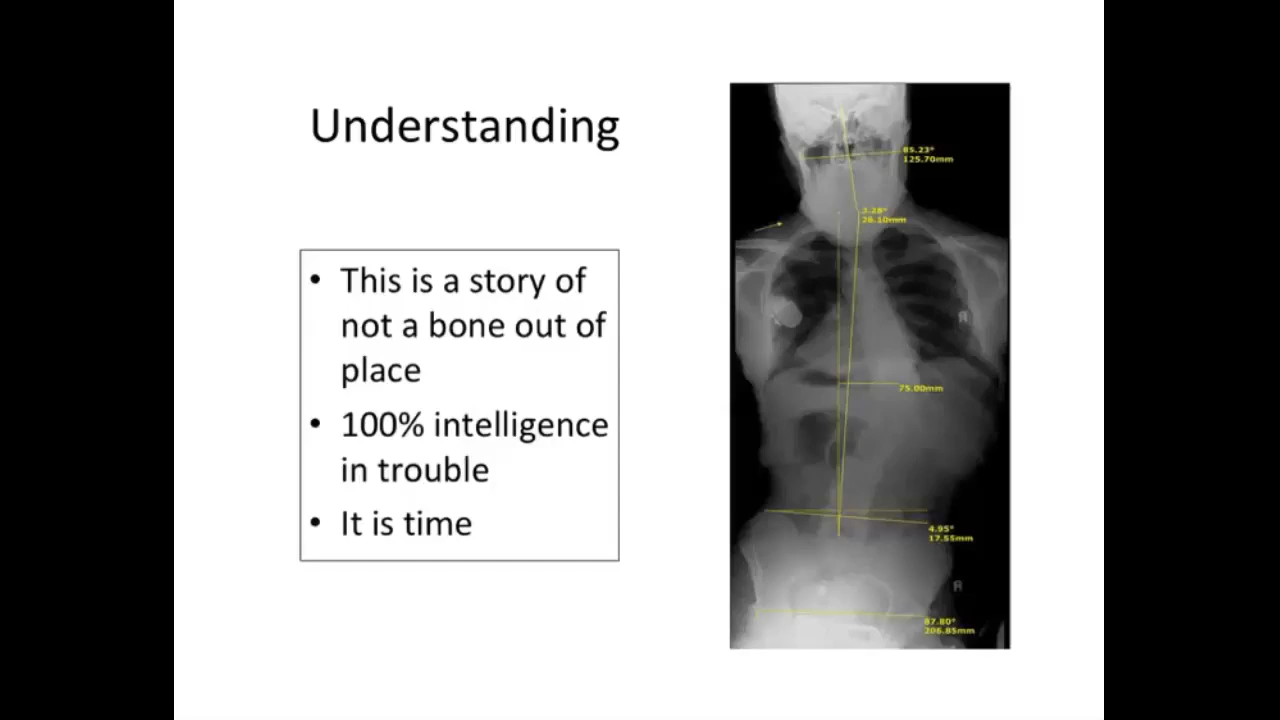 Understanding
• This is a story of
not a bone out of
place
• 100% intelligence
in trouble
• It is time
85.23°
125.70mm
3.28°
26.10mm
75.00mm
4.95°
17.55mm
87.80°
206.85mm